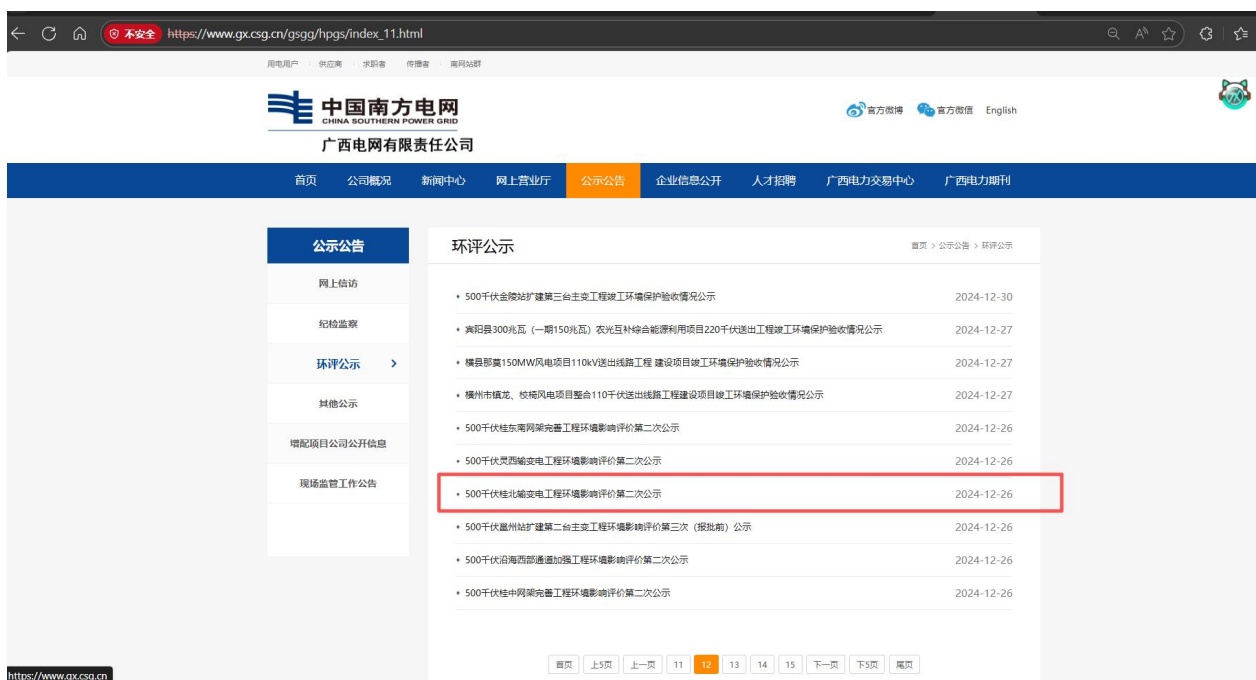 不安全 https://www.gx.csg.cn/gsgg/hpgs/index_11.html
用电用户 供应商 求职者 传播者 南网站群
中国南方电网
CHINA SOUTHERN POWER GRID
广西电网有限责任公司
官方微博 官方微信 English
首页 公司概况 新闻中心 网上营业厅 公示公告 企业信息公开 人才招聘 广西电力交易中心 广西电力期刊
公示公告
网上信访
纪检监察
环评公示 >
其他公示
增配项目公司公开信息
现场监管工作公告
环评公示
首页 > 公示公告 > 环评公示
500千伏金陵站扩建第三台主变工程竣工环境保护验收情况公示 2024-12-30
宾阳县300兆瓦（一期150兆瓦）农光互补综合能源利用项目220千伏送出工程竣工环境保护验收情况公示 2024-12-27
横县那莫150MW风电项目110kV送出线路工程 建设项目竣工环境保护验收情况公示 2024-12-27
横州市镇龙、校椅风电项目整合110千伏送出线路工程建设项目竣工环境保护验收情况公示 2024-12-27
500千伏桂东南网架完善工程环境影响评价第二次公示 2024-12-26
500千伏灵西输变电工程环境影响评价第二次公示 2024-12-26
500千伏桂北输变电工程环境影响评价第二次公示 2024-12-26
500千伏邕州站扩建第二台主变工程环境影响评价第三次（报批前）公示 2024-12-26
500千伏沿海西部通道加强工程环境影响评价第二次公示 2024-12-26
500千伏桂中网架完善工程环境影响评价第二次公示 2024-12-26
首页 上5页 上一页 11 12 13 14 15 下一页 下5页 尾页
https://www.gx.csg.cn